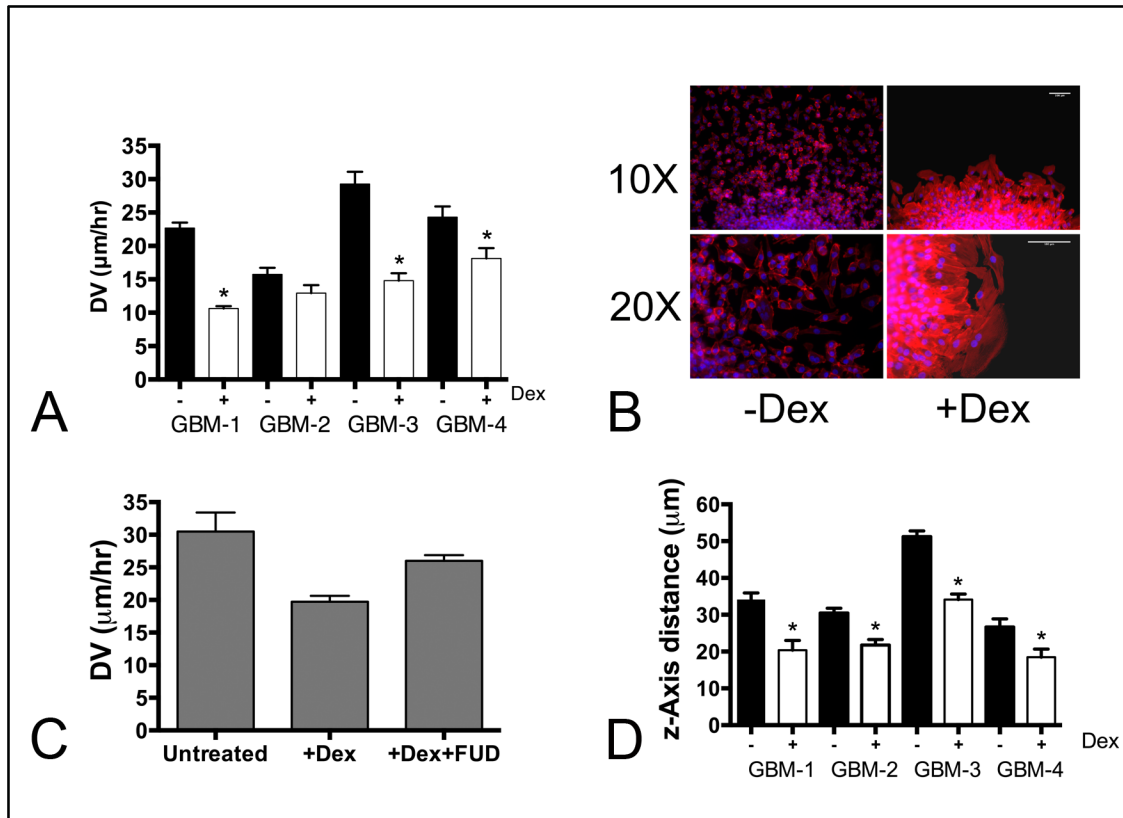 35
30
25
20
15
10
5
0
DV (µm/hr)
*
*
*
- + - + - + - + Dex
GBM-1 GBM-2 GBM-3 GBM-4
A
10X
20X
-Dex +Dex
B
35
30
25
20
15
10
5
0
DV (µm/hr)
Untreated +Dex +Dex+FUD
C
60
50
40
30
20
10
0
z-Axis distance (µm)
*
*
*
*
- + - + - + - + Dex
GBM-1 GBM-2 GBM-3 GBM-4
D